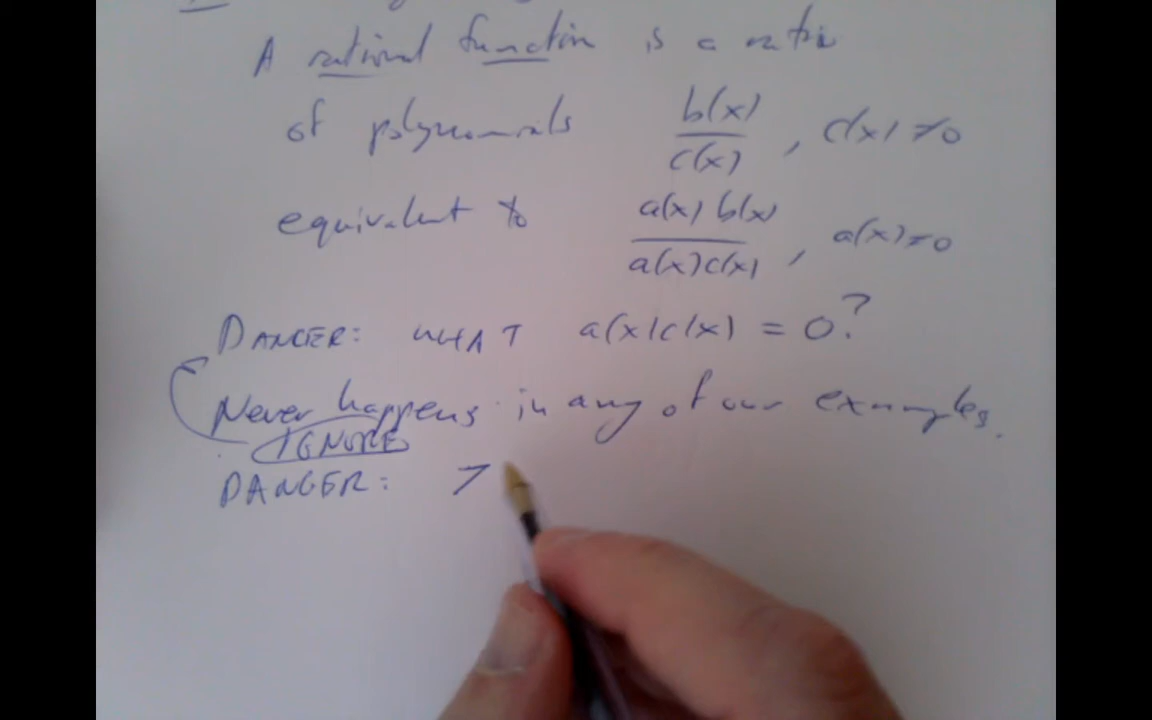 A rational function is a ratio
of polynomials b(x)/c(x), c(x) ≠ 0
equivalent to a(x) b(x)/a(x)c(x), a(x) ≠ 0
DANGER: WHAT a(x)c(x) = 0?
Never happens in any of our examples.
IGNORE
DANGER: